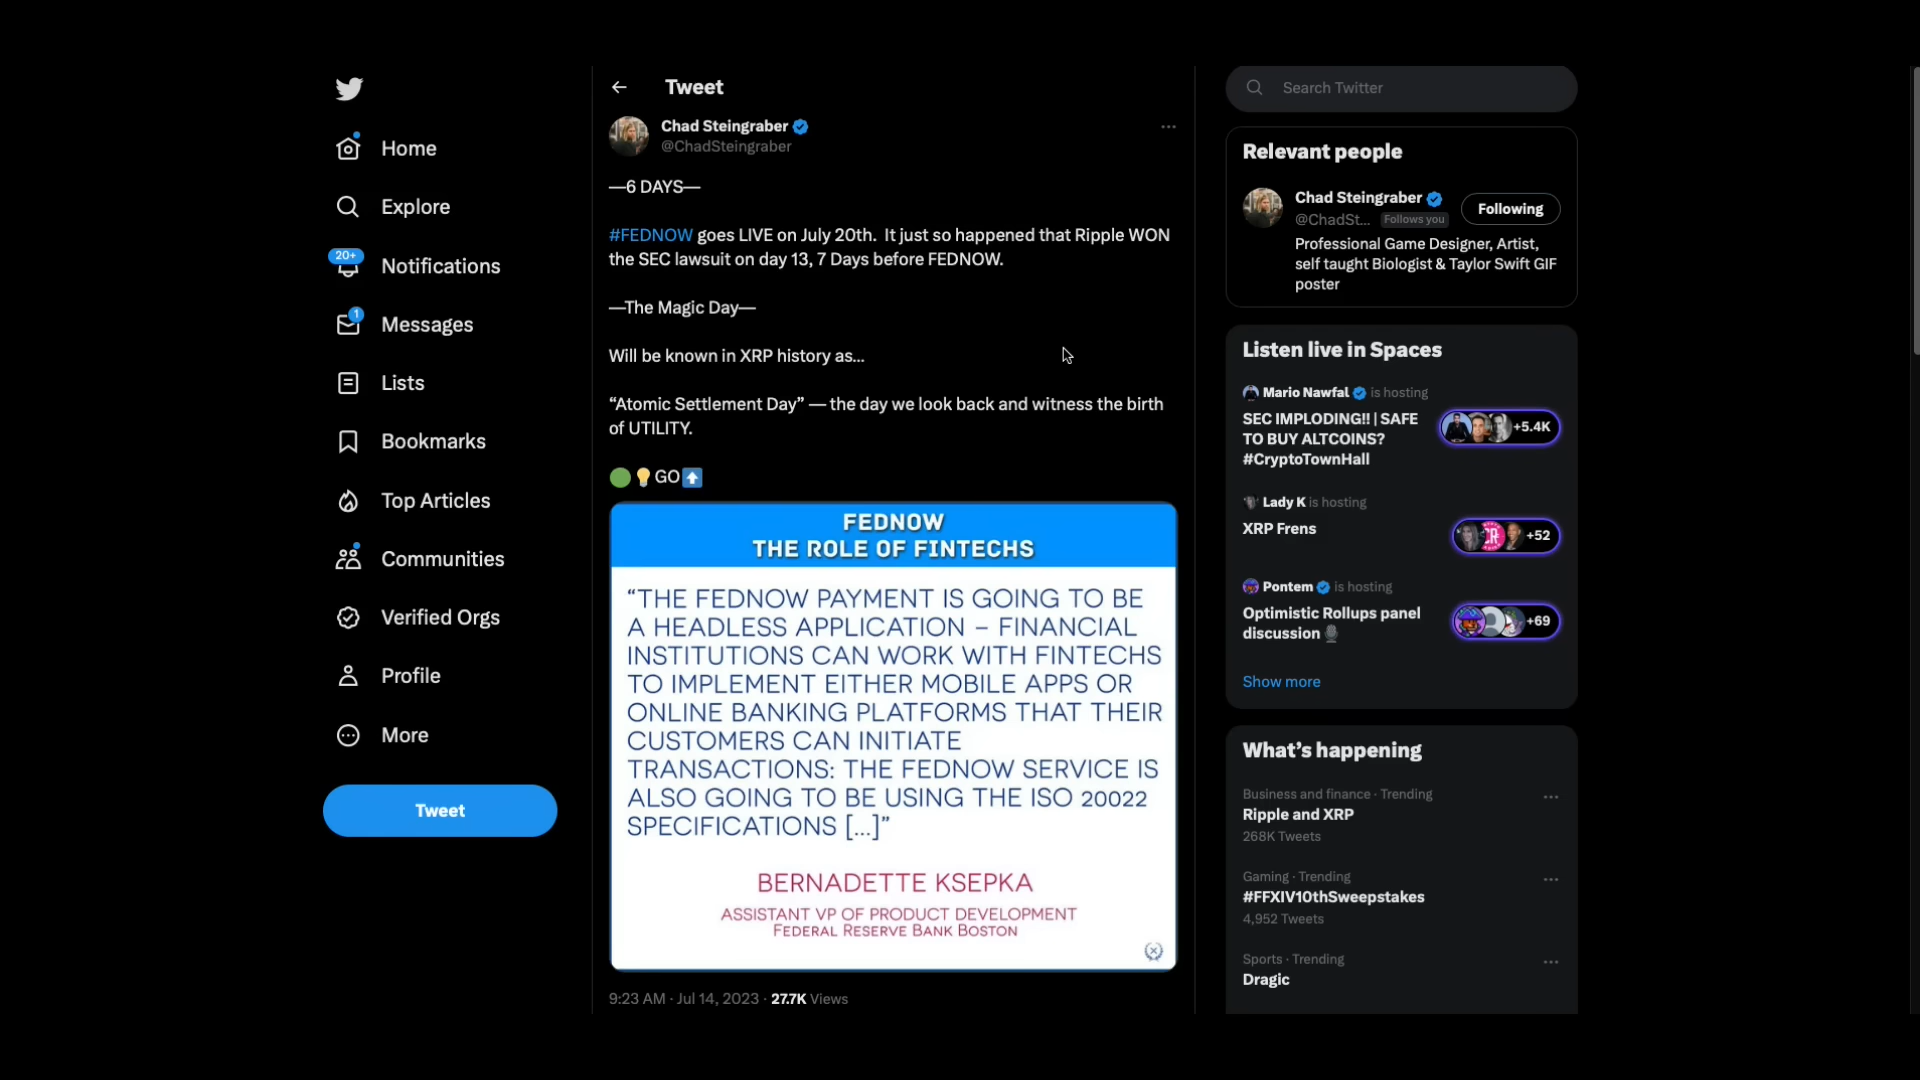 Home
Explore
20+
Notifications
1
Messages
Lists
Bookmarks
Top Articles
Communities
Verified Orgs
Profile
More
Tweet
Tweet
Chad Steingraber
@ChadSteingraber
—6 DAYS—
#FEDNOW goes LIVE on July 20th.  It just so happened that Ripple WON
the SEC lawsuit on day 13, 7 Days before FEDNOW.
—The Magic Day—
Will be known in XRP history as...
“Atomic Settlement Day” — the day we look back and witness the birth
of UTILITY.
GO
FEDNOW
THE ROLE OF FINTECHS
“THE FEDNOW PAYMENT IS GOING TO BE
A HEADLESS APPLICATION – FINANCIAL
INSTITUTIONS CAN WORK WITH FINTECHS
TO IMPLEMENT EITHER MOBILE APPS OR
ONLINE BANKING PLATFORMS THAT THEIR
CUSTOMERS CAN INITIATE
TRANSACTIONS: THE FEDNOW SERVICE IS
ALSO GOING TO BE USING THE ISO 20022
SPECIFICATIONS [...]”
BERNADETTE KSEPKA
ASSISTANT VP OF PRODUCT DEVELOPMENT
FEDERAL RESERVE BANK BOSTON
9:23 AM · Jul 14, 2023 · 27.7K Views
Search Twitter
Relevant people
Chad Steingraber
@ChadSt... Follows you
Following
Professional Game Designer, Artist,
self taught Biologist & Taylor Swift GIF
poster
Listen live in Spaces
Mario Nawfal is hosting
SEC IMPLODING!! | SAFE
TO BUY ALTCOINS?
#CryptoTownHall
+5.4K
Lady K is hosting
XRP Frens
+52
Pontem is hosting
Optimistic Rollups panel
discussion
+69
Show more
What’s happening
Business and finance · Trending
Ripple and XRP
268K Tweets
Gaming · Trending
#FFXIV10thSweepstakes
4,952 Tweets
Sports · Trending
Dragic